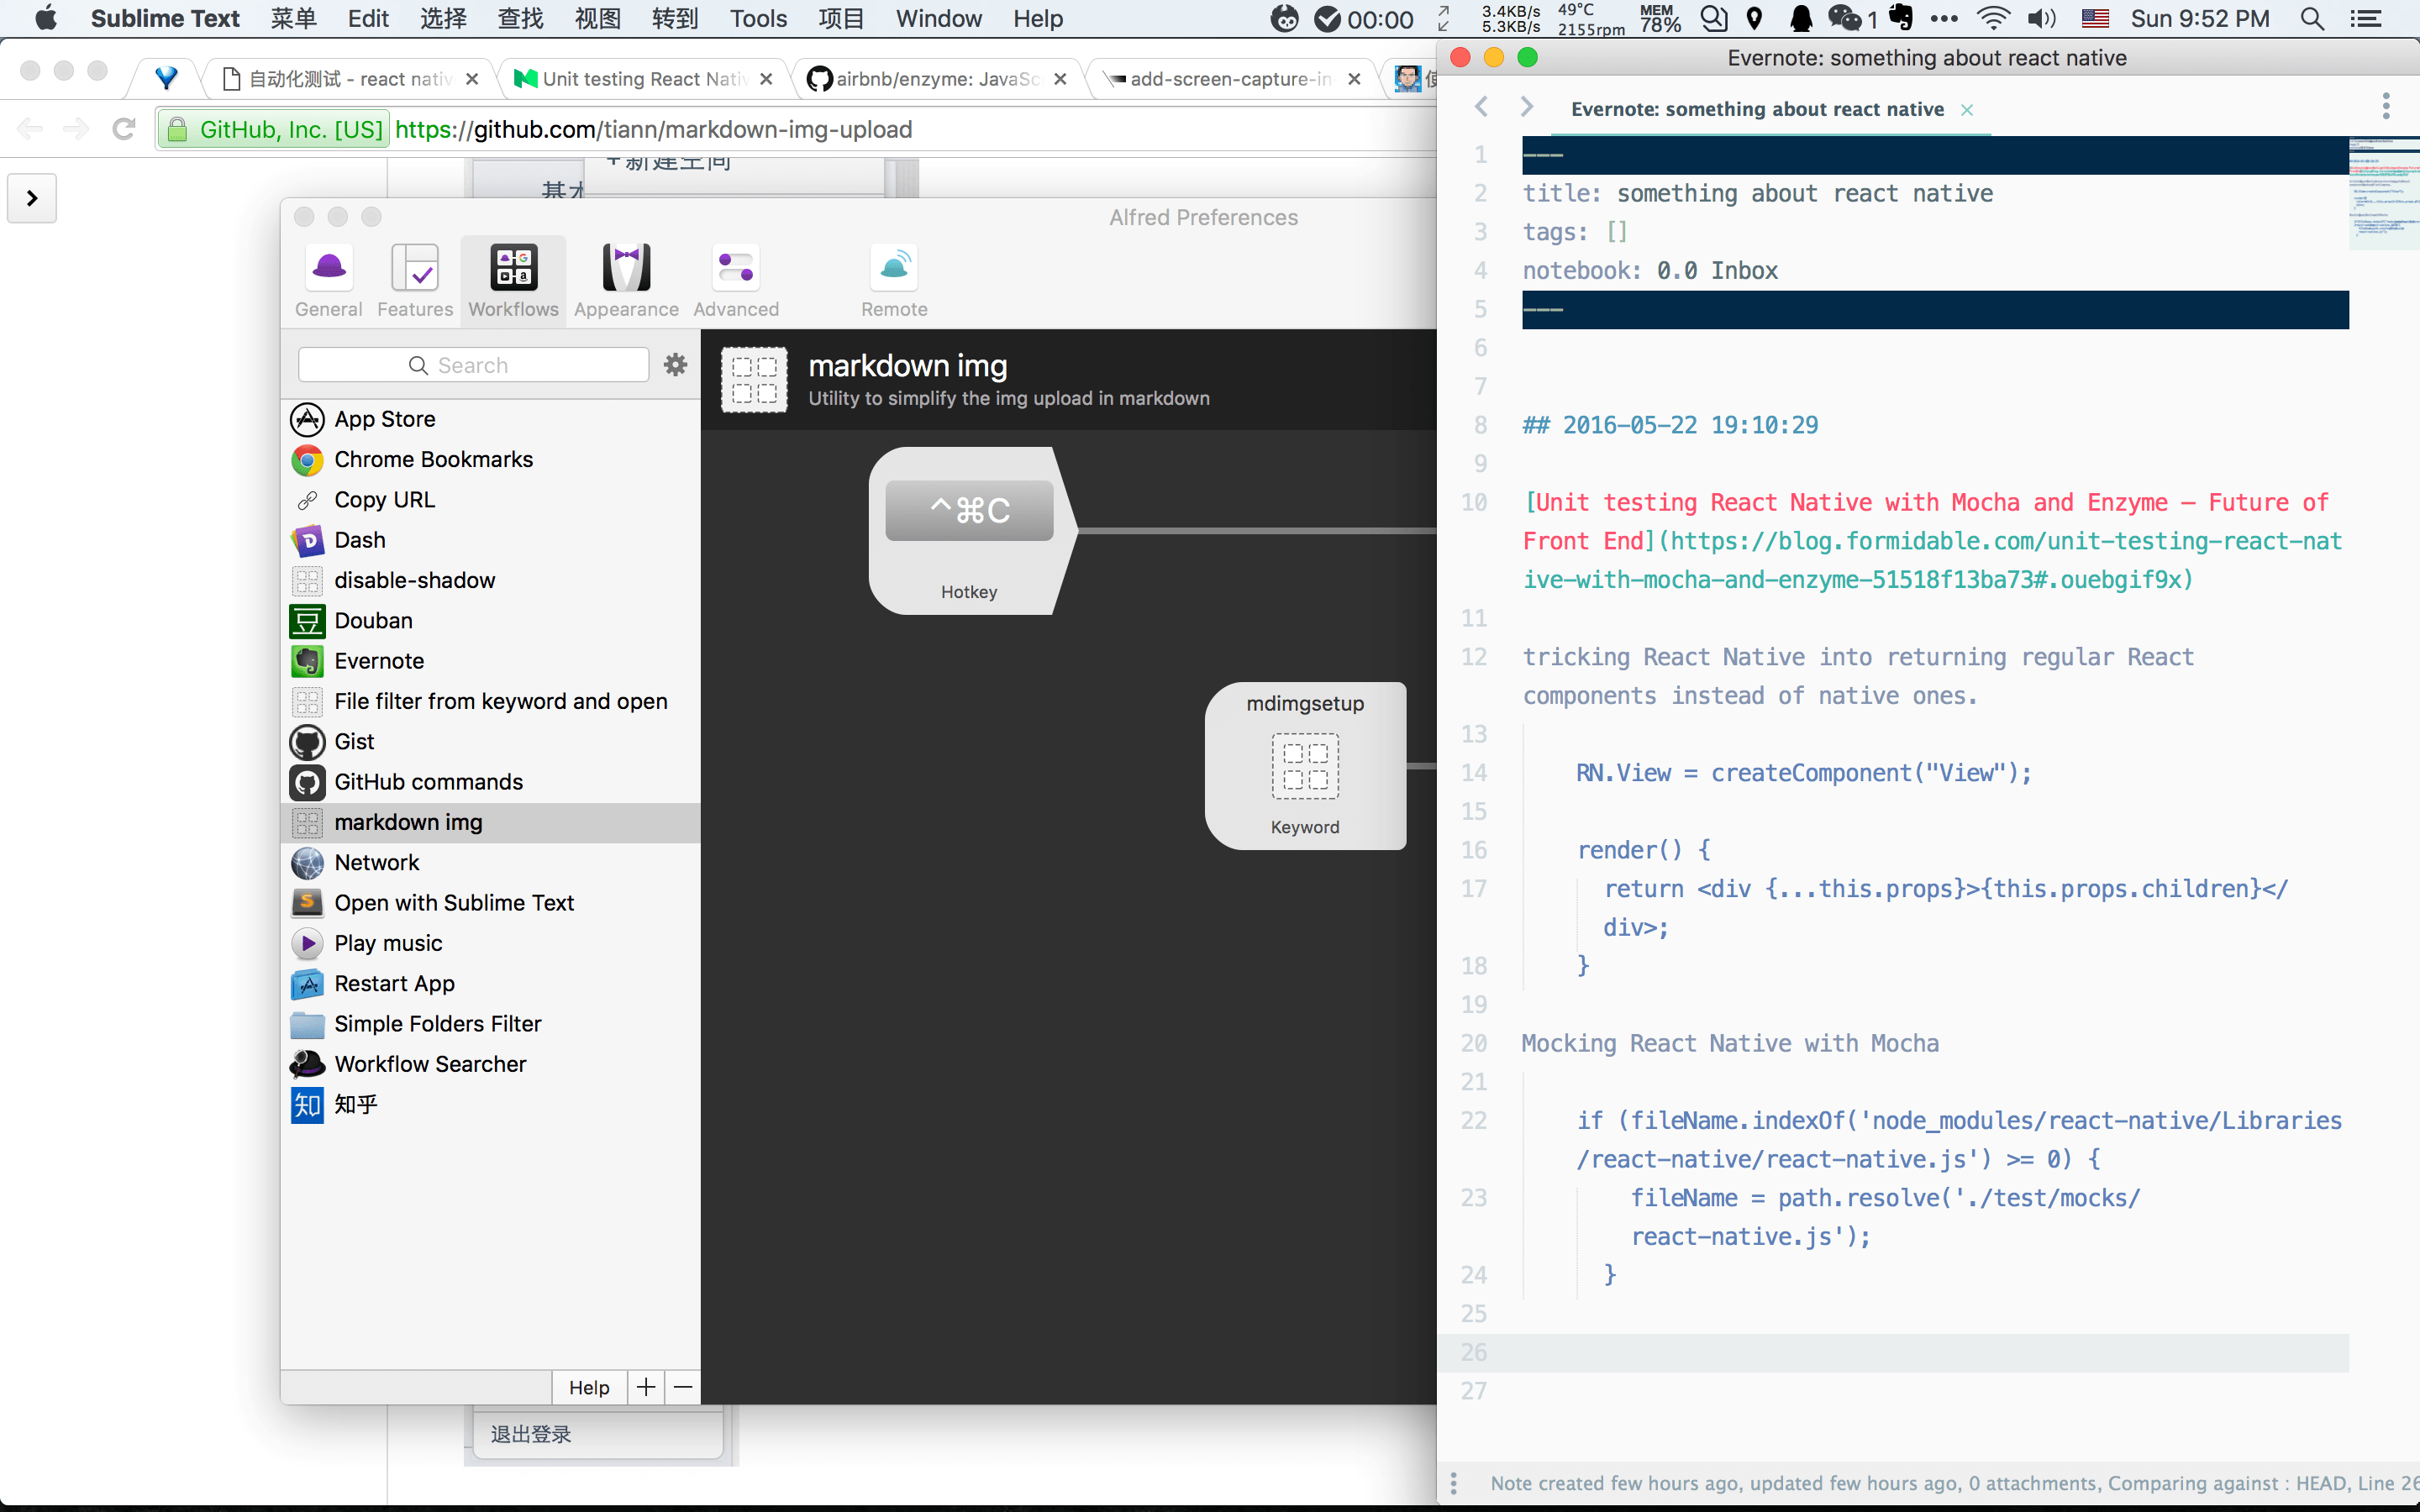 Sublime Text 菜单 Edit 选择 查找 视图 转到 Tools 项目 Window Help
00:00 3.4KB/s 5.3KB/s 49°C 2155rpm MEM 78% 1 Sun 9:52 PM
自动化测试 - react nativ
Unit testing React Nativ
airbnb/enzyme: JavaSc
add-screen-capture-in
GitHub, Inc. [US] https://github.com/tiann/markdown-img-upload
+新建空间
基本
Alfred Preferences
General Features Workflows Appearance Advanced Remote
Search
App Store
Chrome Bookmarks
Copy URL
Dash
disable-shadow
Douban
Evernote
File filter from keyword and open
Gist
GitHub commands
markdown img
Network
Open with Sublime Text
Play music
Restart App
Simple Folders Filter
Workflow Searcher
知乎
Help
退出登录
markdown img
Utility to simplify the img upload in markdown
^⌘C
Hotkey
mdimgsetup
Keyword
Evernote: something about react native
Evernote: something about react native
1 ---
2 title: something about react native
3 tags: []
4 notebook: 0.0 Inbox
5 ---
6
7
8 ## 2016-05-22 19:10:29
9
10 [Unit testing React Native with Mocha and Enzyme — Future of
Front End](https://blog.formidable.com/unit-testing-react-nat
ive-with-mocha-and-enzyme-51518f13ba73#.ouebgif9x)
11
12 tricking React Native into returning regular React
components instead of native ones.
13
14 RN.View = createComponent("View");
15
16 render() {
17 return <div {...this.props}>{this.props.children}</
div>;
18 }
19
20 Mocking React Native with Mocha
21
22 if (fileName.indexOf('node_modules/react-native/Libraries
/react-native/react-native.js') >= 0) {
23 fileName = path.resolve('./test/mocks/
react-native.js');
24 }
25
26
27
Note created few hours ago, updated few hours ago, 0 attachments, Comparing against : HEAD, Line 26